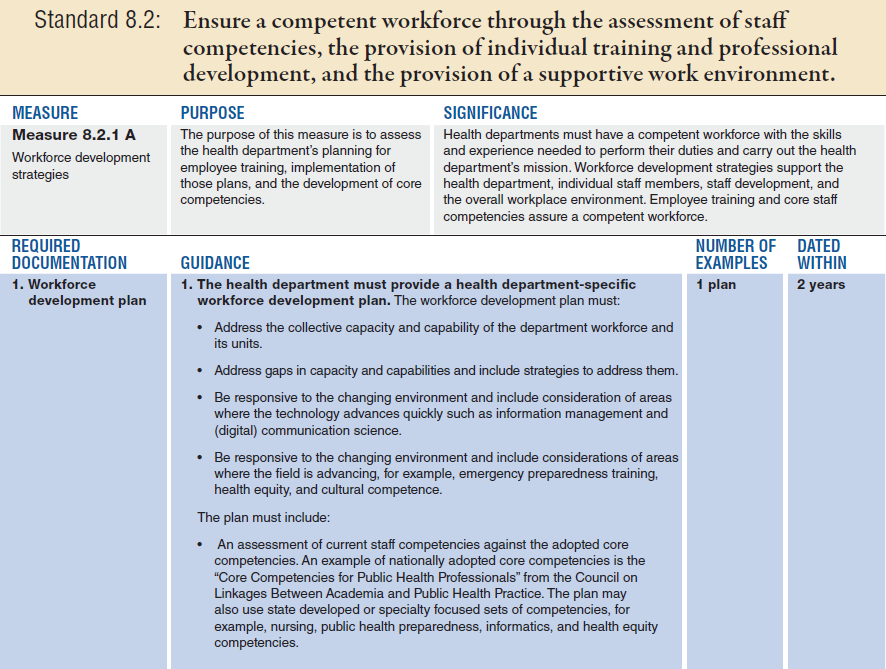 Standard 8.2: Ensure a competent workforce through the assessment of staff
competencies, the provision of individual training and professional
development, and the provision of a supportive work environment.
MEASURE
Measure 8.2.1 A
Workforce development
strategies
PURPOSE
The purpose of this measure is to assess
the health department’s planning for
employee training, implementation of
those plans, and the development of core
competencies.
SIGNIFICANCE
Health departments must have a competent workforce with the skills
and experience needed to perform their duties and carry out the health
department’s mission. Workforce development strategies support the
health department, individual staff members, staff development, and
the overall workplace environment. Employee training and core staff
competencies assure a competent workforce.
REQUIRED
DOCUMENTATION
1. Workforce
development plan
GUIDANCE
1. The health department must provide a health department-specific
workforce development plan. The workforce development plan must:
• Address the collective capacity and capability of the department workforce and
its units.
• Address gaps in capacity and capabilities and include strategies to address them.
• Be responsive to the changing environment and include consideration of areas
where the technology advances quickly such as information management and
(digital) communication science.
• Be responsive to the changing environment and include considerations of areas
where the field is advancing, for example, emergency preparedness training,
health equity, and cultural competence.
The plan must include:
• An assessment of current staff competencies against the adopted core
competencies. An example of nationally adopted core competencies is the
“Core Competencies for Public Health Professionals” from the Council on
Linkages Between Academia and Public Health Practice. The plan may
also use state developed or specialty focused sets of competencies, for
example, nursing, public health preparedness, informatics, and health equity
competencies.
NUMBER OF
EXAMPLES
1 plan
DATED
WITHIN
2 years